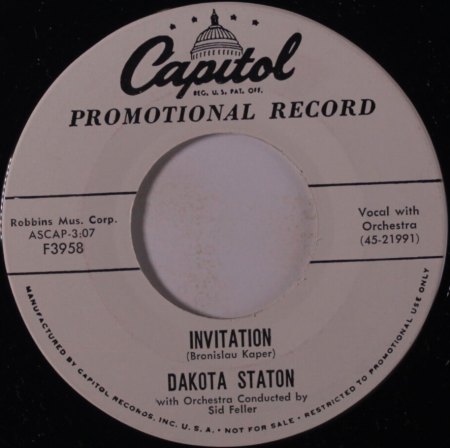 Capitol
REG. U.S. PAT. OFF.
PROMOTIONAL RECORD
Robbins Mus. Corp.
ASCAP-3:07
F3958
Vocal with
Orchestra
(45-21991)
INVITATION
(Bronislau Kaper)
DAKOTA STATON
with Orchestra Conducted by
Sid Feller
MANUFACTURED BY CAPITOL RECORDS, INC. U.S.A. • NOT FOR SALE • RESTRICTED TO PROMOTIONAL USE ONLY